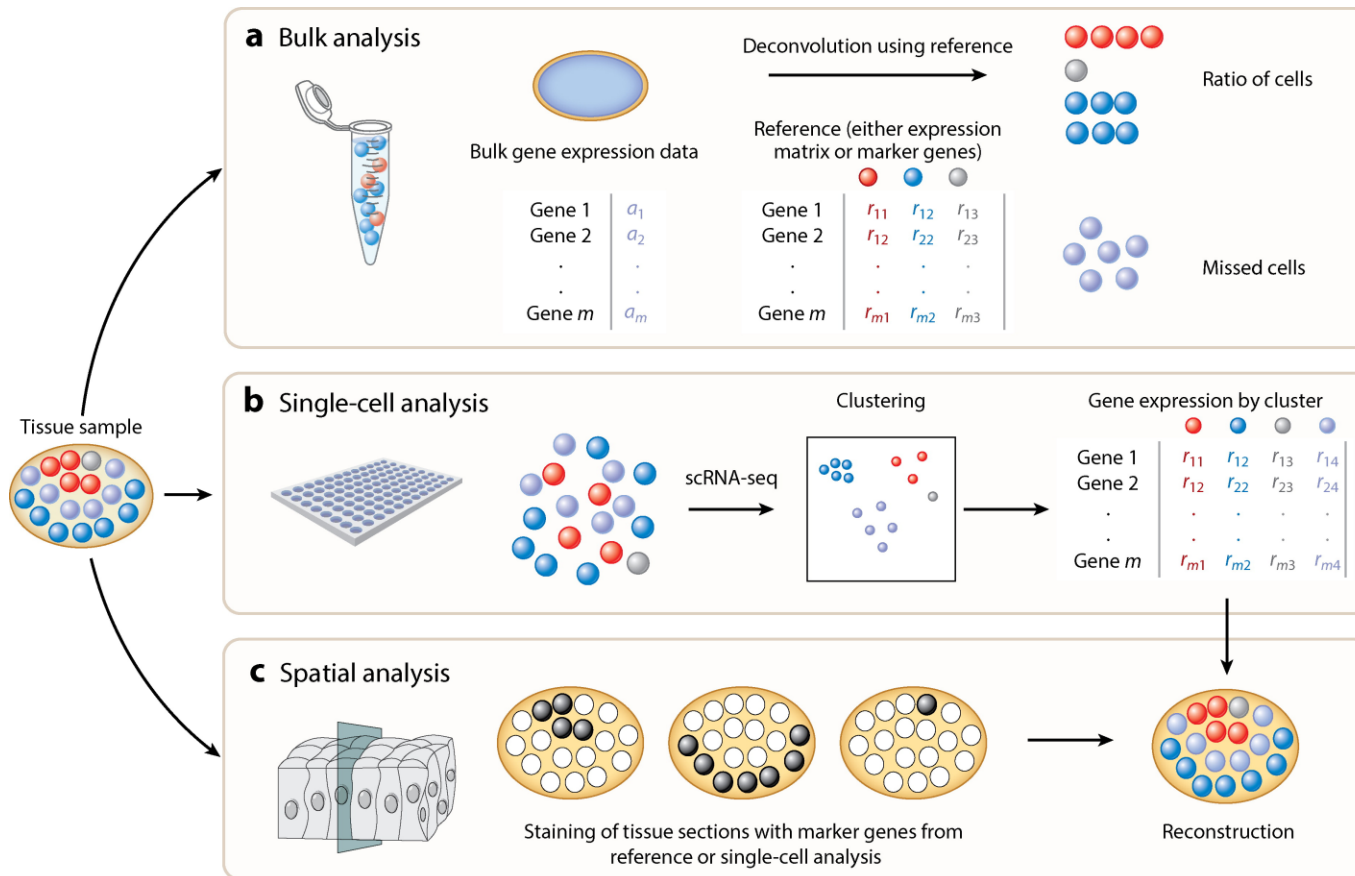 a Bulk analysis
Deconvolution using reference
Ratio of cells
Bulk gene expression data
Reference (either expression
matrix or marker genes)
Gene 1 a1
Gene 2 a2
. .
. .
Gene m am
Gene 1 r11 r12 r13
Gene 2 r12 r22 r23
. . . .
. . . .
Gene m rm1 rm2 rm3
Missed cells
Tissue sample
b Single-cell analysis
scRNA-seq
Clustering
Gene expression by cluster
Gene 1 r11 r12 r13 r14
Gene 2 r12 r22 r23 r24
. . . . .
. . . . .
Gene m rm1 rm2 rm3 rm4
c Spatial analysis
Staining of tissue sections with marker genes from
reference or single-cell analysis
Reconstruction